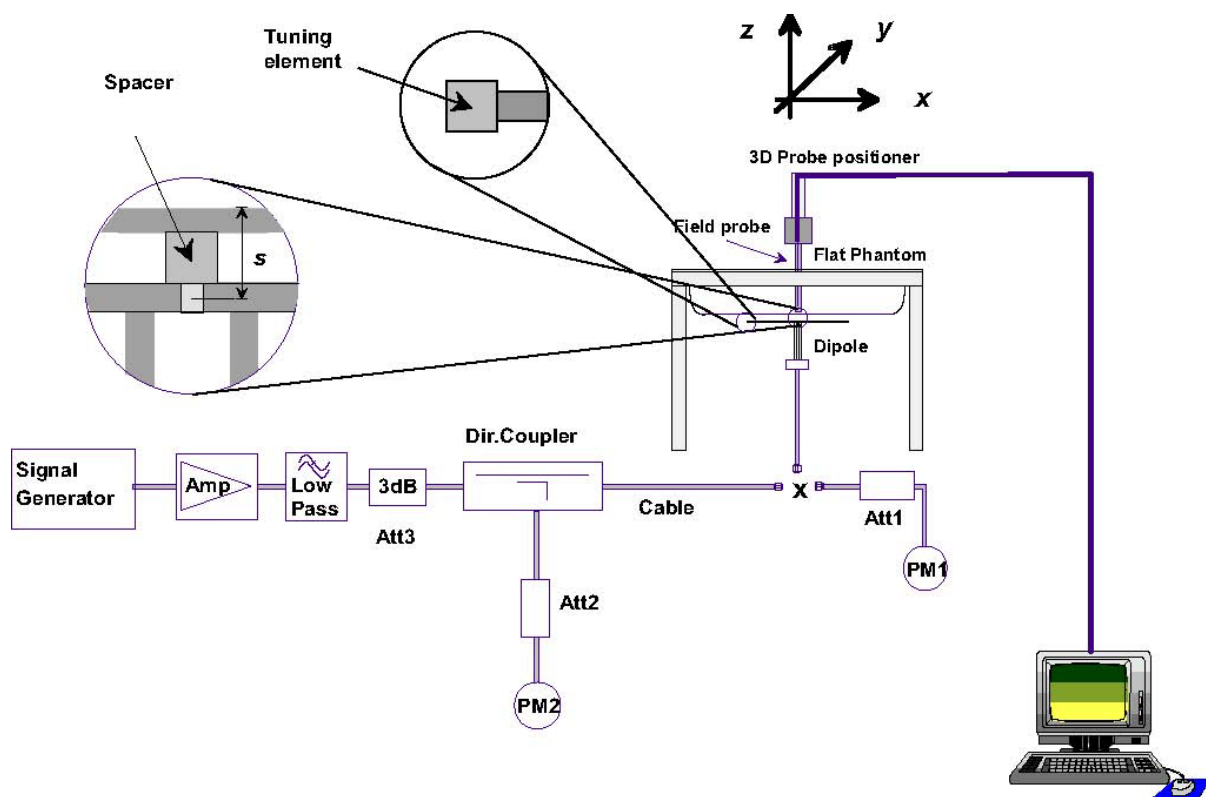 Tuning
element
z
y
x
Spacer
3D Probe positioner
Field probe
Flat Phantom
s
Dipole
Dir.Coupler
Signal
Generator
Amp
Low
Pass
3dB
Att3
Cable
x
Att1
PM1
Att2
PM2